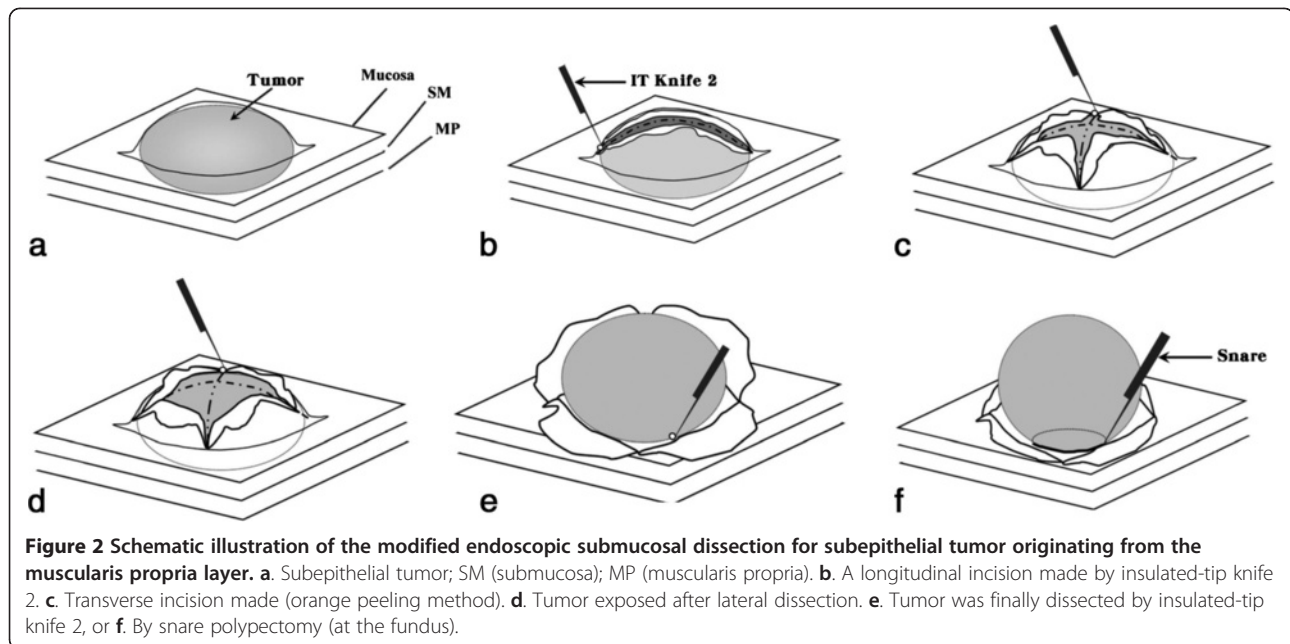 Tumor
Mucosa
SM
MP
a
IT Knife 2
b
c
d
e
Snare
f
Figure 2 Schematic illustration of the modified endoscopic submucosal dissection for subepithelial tumor originating from the
muscularis propria layer. a. Subepithelial tumor; SM (submucosa); MP (muscularis propria). b. A longitudinal incision made by insulated-tip knife
2. c. Transverse incision made (orange peeling method). d. Tumor exposed after lateral dissection. e. Tumor was finally dissected by insulated-tip
knife 2, or f. By snare polypectomy (at the fundus).